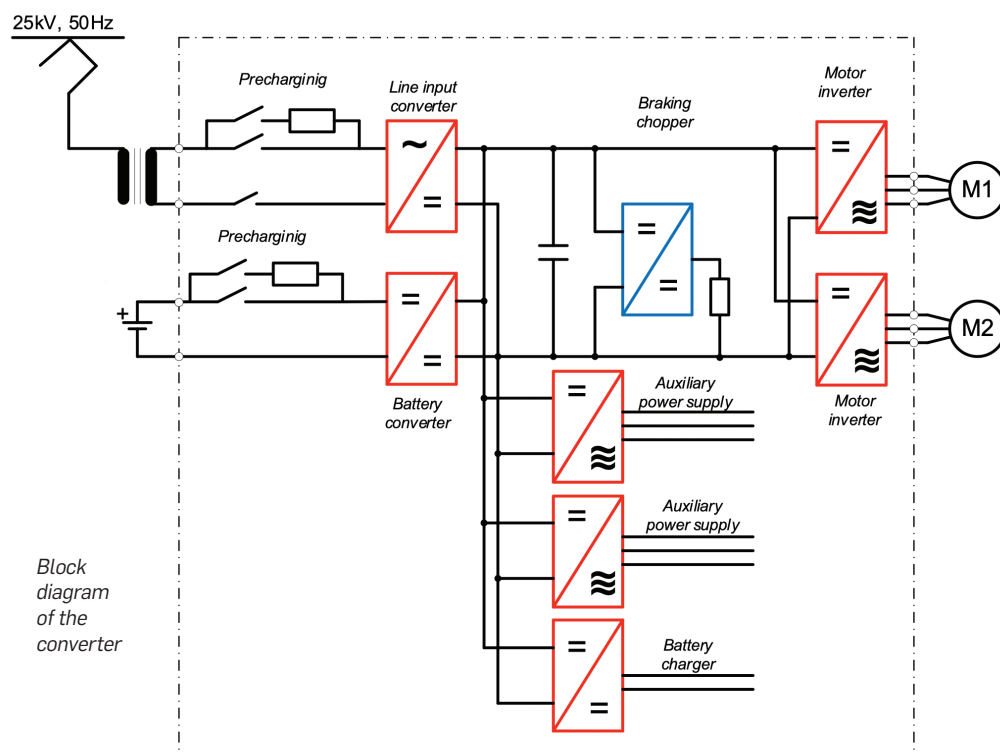 25kV, 50Hz
Precharginig
Line input
converter
Braking
chopper
Motor
inverter
M1
Precharginig
+
Battery
converter
M2
Motor
inverter
Auxiliary
power supply
Auxiliary
power supply
Battery
charger
Block
diagram
of the
converter